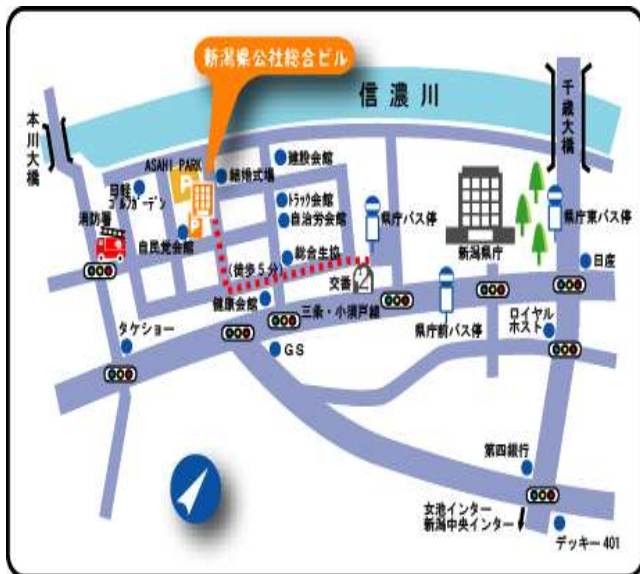 新潟県公社総合ビル
信濃川
千歳大橋
本川大橋
ASAHI PARK
P
結婚式場
建設会館
日軽
ゴルフガーデン
トラック会館
自治労会館
県庁バス停
新潟県庁
県庁東バス停
消防署
自民党会館
P
(徒歩5分)
総合生協
交番
日産
健康会館
三条・小須戸線
県庁前バス停
ロイヤル
ホスト
タケショー
GS
第四銀行
女池インター
新潟中央インター
デッキー401